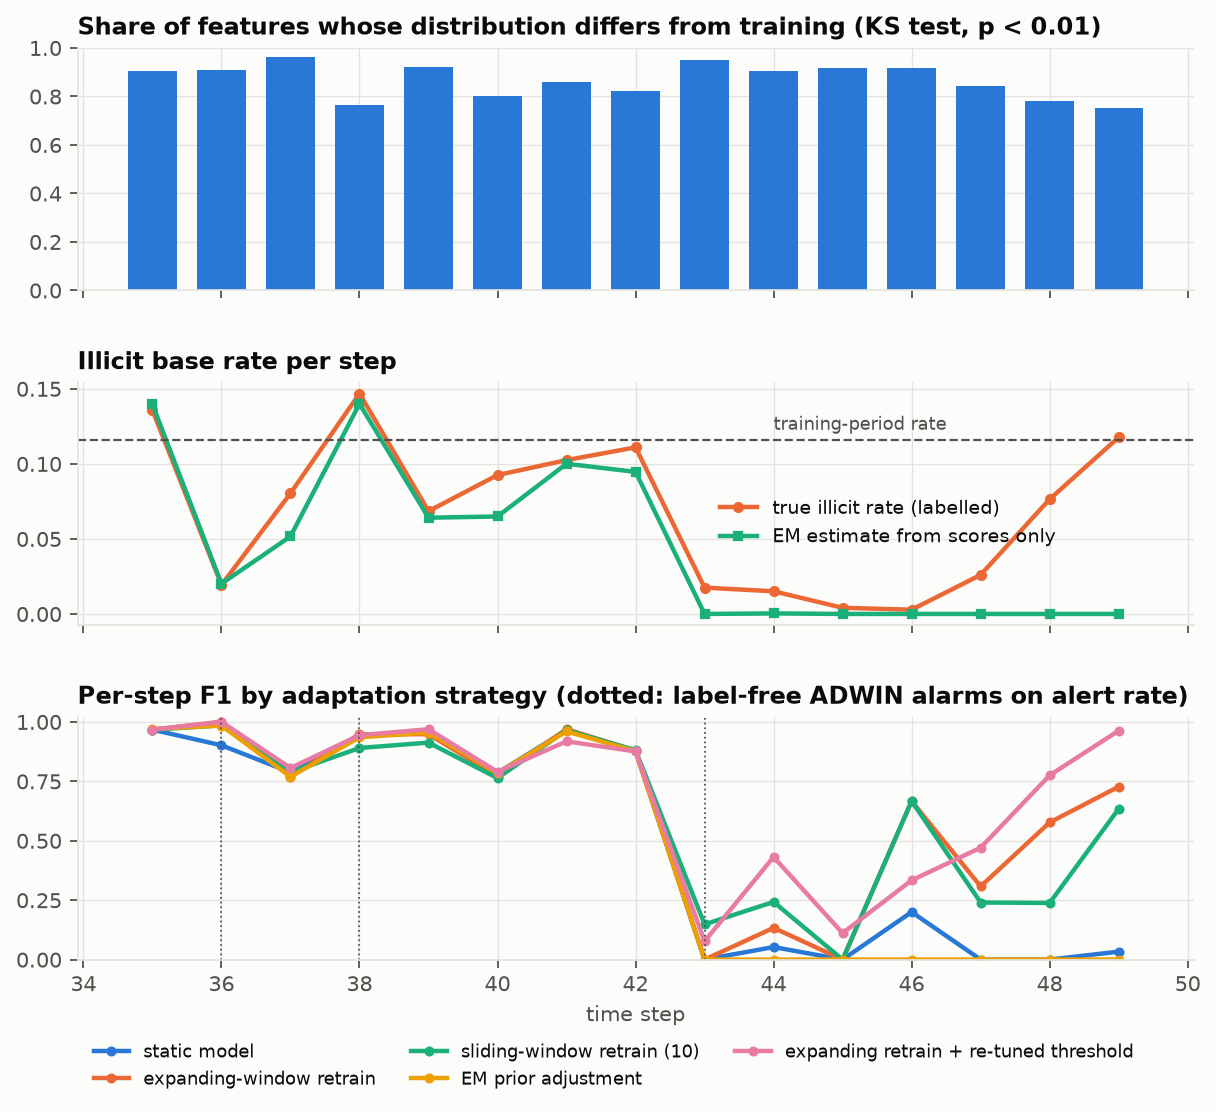 Share of features whose distribution differs from training (KS test, p < 0.01)
1.0
0.8
0.6
0.4
0.2
0.0
Illicit base rate per step
0.15
0.10
0.05
0.00
training-period rate
true illicit rate (labelled)
EM estimate from scores only
Per-step F1 by adaptation strategy (dotted: label-free ADWIN alarms on alert rate)
1.00
0.75
0.50
0.25
0.00
34 36 38 40 42 44 46 48 50
time step
static model
expanding-window retrain
sliding-window retrain (10)
EM prior adjustment
expanding retrain + re-tuned threshold